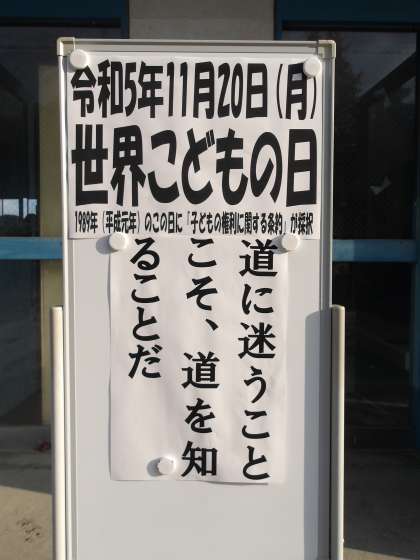 令和5年11月20日(月)
世界こどもの日
1989年「平成元年」のこの日に「子どもの権利に関する条約」が採択
道に迷うこと
こそ、道を知
ることだ